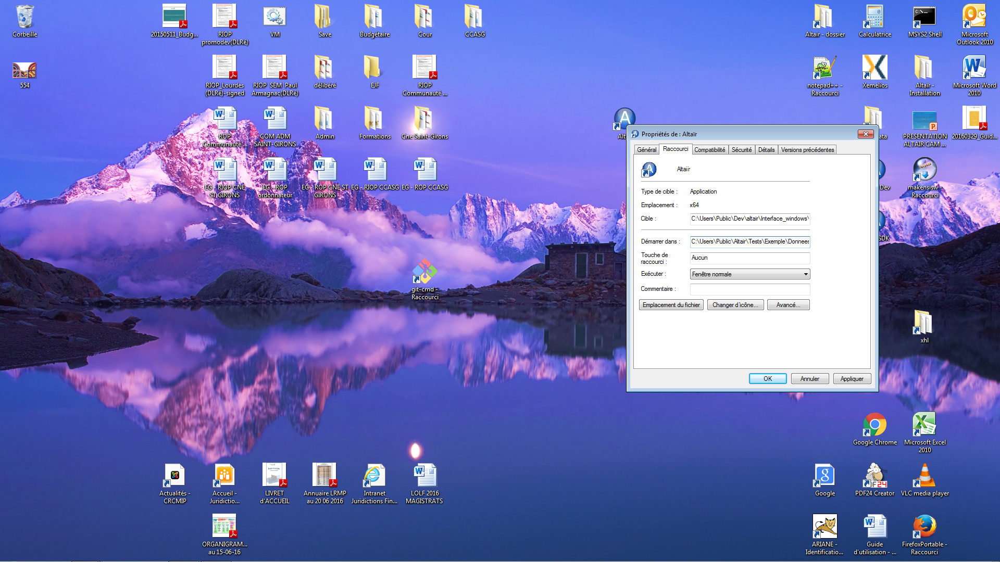 Corbeille
20150511_Budg...
RIOP
promodev(DLRé)
VM
Save
Budgétaire
Cour
CCASG
Altaïr - dossier
Calculatrice
MSYS2 Shell
Microsoft
Outlook 2010
554
RIOP_Lourdes
(DLRé)-signed
RIOP_SEM_Paul
Armagnac(DLRé)
délibéré
EJF
RIOP
Communauté ...
notepad++ -
Raccourci
Xemelios
Altaïr -
Installation
Microsoft Word
2010
ROP
Communauté ...
COM ADM
SAINT-GIRONS
Admin
Formations
Cne Saint-Girons
PRESENTATION
ALTAIR CAM ...
20160329_Guid...
EG - RIOP CNE
ST GIRONS
EG - ROP
ordonnateur
EG - ROP CNE ST
GIRONS
EG - RIOP CCASG
EG - ROP CCASG
Dev
makensisw -
Raccourci
SDK
Propriétés de : Altaïr
Général
Raccourci
Compatibilité
Sécurité
Détails
Versions précédentes
Altaïr
Type de cible :
Application
Emplacement :
x64
Cible :
C:\Users\Public\Dev\altair\Interface_windows\
Démarrer dans :
C:\Users\Public\Altair\Tests\Exemple\Donnees
Touche de
raccourci :
Aucun
Exécuter :
Fenêtre normale
Commentaire :
Emplacement du fichier
Changer d'icône...
Avancé...
OK
Annuler
Appliquer
git-cmd -
Raccourci
xhl
Google Chrome
Microsoft Excel
2010
Actualités -
CRCMIP
Accueil -
Juridictio...
LIVRET
d'ACCUEIL
Annuaire LRMP
au 20 06 2016
Intranet
Juridictions Fin...
LOLF 2016
MAGISTRATS
Google
PDF24 Creator
VLC media player
ORGANIGRAM...
au 15-06-16
ARIANE -
Identificatio...
Guide
d'utilisation - ...
FirefoxPortable -
Raccourci